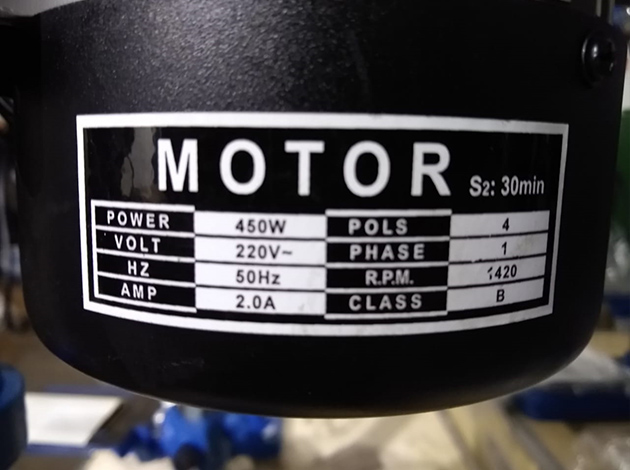 MOTOR S2: 30min
POWER 450W POLS 4
VOLT 220V~ PHASE 1
HZ 50Hz R.P.M. 1420
AMP 2.0A CLASS B